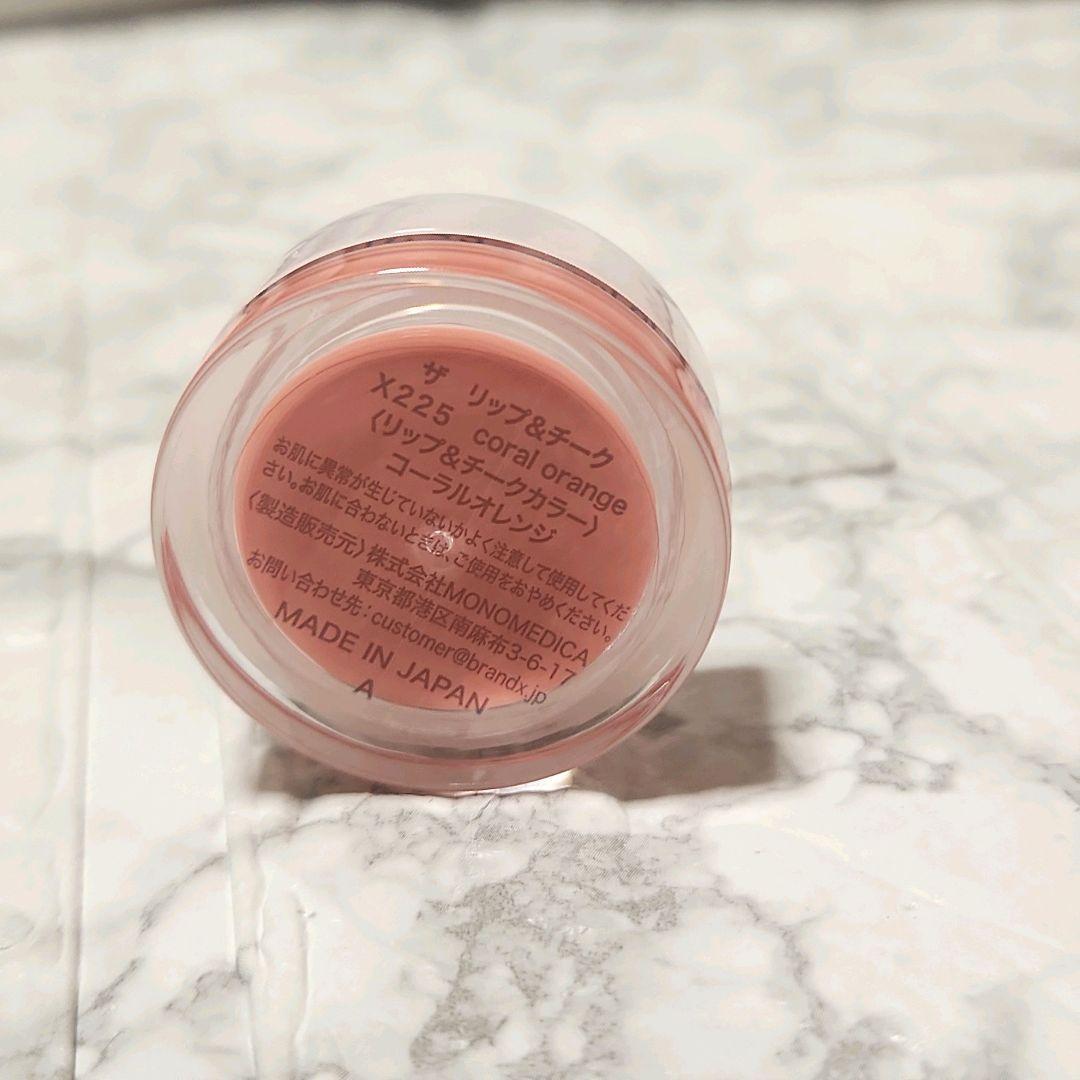 ザ リップ&チーク
X225 coral orange
〈リップ&チークカラー〉
コーラルオレンジ
お肌に異常が生じていないかよく注意して使用してくだ
さい。お肌に合わないときは、ご使用をおやめください。
〈製造販売元〉株式会社MONOMEDICA
東京都港区南麻布3-6-17
お問い合わせ先：customer@brandx.jp
MADE IN JAPAN
A